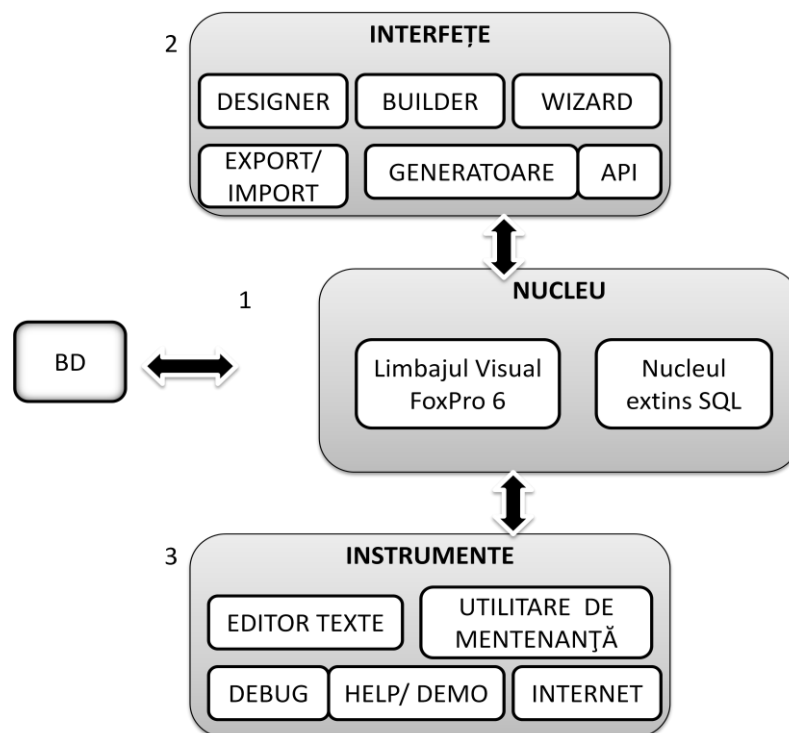 2
INTERFEȚE
DESIGNER
BUILDER
WIZARD
EXPORT/
IMPORT
GENERATOARE
API
1
NUCLEU
BD
Limbajul Visual
FoxPro 6
Nucleul
extins SQL
3
INSTRUMENTE
EDITOR TEXTE
UTILITARE DE
MENTENANŢĂ
DEBUG
HELP/ DEMO
INTERNET